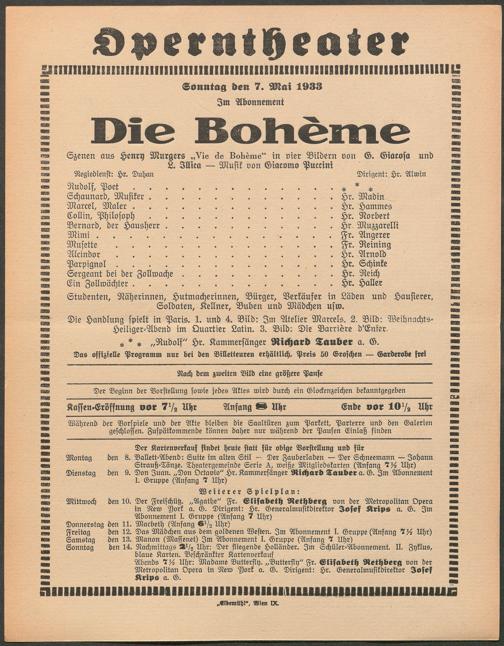 Operntheater
Sonntag den 7. Mai 1933
Im Abonnement
Die Bohème
Szenen aus Henry Murgers „Vie de Bohème“ in vier Bildern von G. Giacosa und
L. Illica — Musik von Giacomo Puccini
Regiedienst: Hr. Duhan Dirigent: Hr. Alwin
Rudolf, Poet . . . . . . . . . . * * *
Schaunard, Musiker . . . . . . . . . . Hr. Madin
Marcel, Maler . . . . . . . . . . Hr. Hammes
Collin, Philosoph . . . . . . . . . . Hr. Norbert
Bernard, der Hausherr . . . . . . . . . . Hr Muzzarelli
Mimi . . . . . . . . . . Fr. Angerer
Musette . . . . . . . . . . Fr. Reining
Alcindor . . . . . . . . . . Hr. Arnold
Parpignol . . . . . . . . . . Hr. Schinke
Sergeant bei der Zollwache . . . . . . . . . . Hr. Reich
Ein Zollwächter . . . . . . . . . . Hr. Haller
Studenten, Näherinnen, Hutmacherinnen, Bürger, Verkäufer in Läden und Hausierer,
Soldaten, Kellner, Buben und Mädchen usw.
Die Handlung spielt in Paris. 1. und 4. Bild: Im Atelier Marcels. 2. Bild: Weihnachts-
Heiliger-Abend im Quartier Latin. 3. Bild: Die Barrière d'Enfer.
* * * „Rudolf“ Hr. Kammersänger Richard Tauber a. G.
Das offizielle Programm nur bei den Billetteuren erhältlich, Preis 50 Groschen — Garderobe frei
Nach dem zweiten Bild eine größere Pause
Der Beginn der Vorstellung sowie jedes Aktes wird durch ein Glockenzeichen bekanntgegeben
Kassen-Eröffnung vor 7½ Uhr Anfang 8 Uhr Ende vor 10½ Uhr
Während der Vorspiele und der Akte bleiben die Saaltüren zum Parkett, Parterre und den Galerien
geschlossen. Zuspätkommende können daher nur während der Pausen Einlaß finden
Der Kartenverkauf findet heute statt für obige Vorstellung und für
Montag den 8. Ballett-Abend: Suite im alten Stil — Der Zauberladen — Der Schneemann — Johann
Strauß-Tänze. Theatergemeinde Serie A, weiße Mitgliedskarten (Anfang 7½ Uhr)
Dienstag den 9. Don Juan. „Don Octavio“ Hr. Kammersänger Richard Tauber a. G. Im Abonnement
I. Gruppe (Anfang 7 Uhr)
Weiterer Spielplan:
Mittwoch den 10. Der Freischütz. „Agathe“ Fr. Elisabeth Rethberg von der Metropolitan Opera
in New York a. G. Dirigent: Hr. Generalmusikdirektor Josef Krips a. G. Im
Abonnement I. Gruppe (Anfang 7 Uhr)
Donnerstag den 11. Macbeth (Anfang 6½ Uhr)
Freitag den 12. Das Mädchen aus dem goldenen Westen. Im Abonnement I. Gruppe (Anfang 7½ Uhr)
Samstag den 13. Manon (Massenet) Im Abonnement I. Gruppe (Anfang 7 Uhr)
Sonntag den 14. Nachmittags 2½ Uhr: Der fliegende Holländer. Im Schüler-Abonnement. II. Zyklus,
blaue Karten. Beschränkter Kartenverkauf
Abends 7½ Uhr: Madame Butterfly. „Butterfly“ Fr. Elisabeth Rethberg von der
Metropolitan Opera in New York a. G. Dirigent: Hr. Generalmusikdirektor Josef
Krips a. G.
„Elbemühl“, Wien IX.